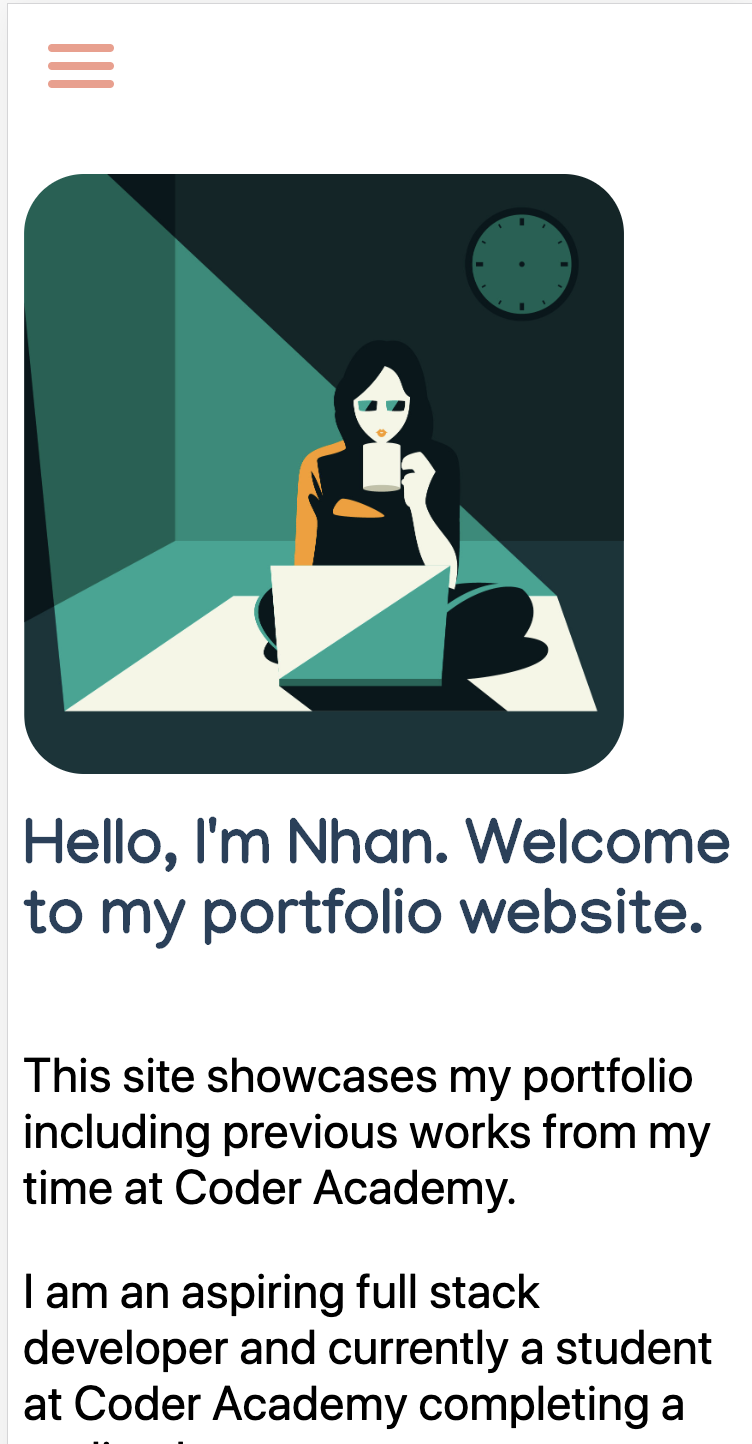 Hello, I'm Nhan. Welcome
to my portfolio website.
This site showcases my portfolio
including previous works from my
time at Coder Academy.
I am an aspiring full stack
developer and currently a student
at Coder Academy completing a